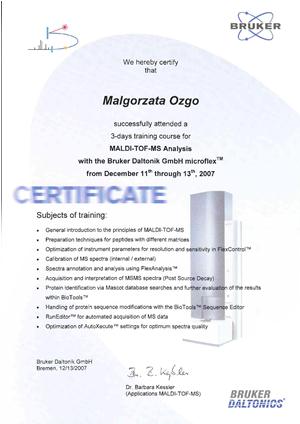 BRUKER
We hereby certify
that
Malgorzata Ozgo
successfully attended a
3-days training course for
MALDI-TOF-MS Analysis
with the Bruker Daltonik GmbH microflex™
from December 11th through 13th, 2007
CERTIFICATE
Subjects of training:
• General introduction to the principles of MALDI-TOF-MS
• Preparation techniques for peptides with different matrices
• Optimization of instrument parameters for resolution and sensitivity in FlexControl™
• Calibration of MS spectra (internal / external)
• Spectra annotation and analysis using FlexAnalysis™
• Acquisition and interpretation of MSMS spectra (Post Source Decay)
• Protein identification via Mascot database searches and further evaluation of the results
within BioTools™
• Handling of protein sequence modifications with the BioTools™ Sequence Editor
• RunEditor™ for automated acquisition of MS data
• Optimization of AutoXecute™ settings for optimum spectra quality
Bruker Daltonik GmbH
Bremen, 12/13/2007
Dr. B. Keßler
Dr. Barbara Kessler
(Applications MALDI-TOF-MS)
BRUKER
DALTONICS®